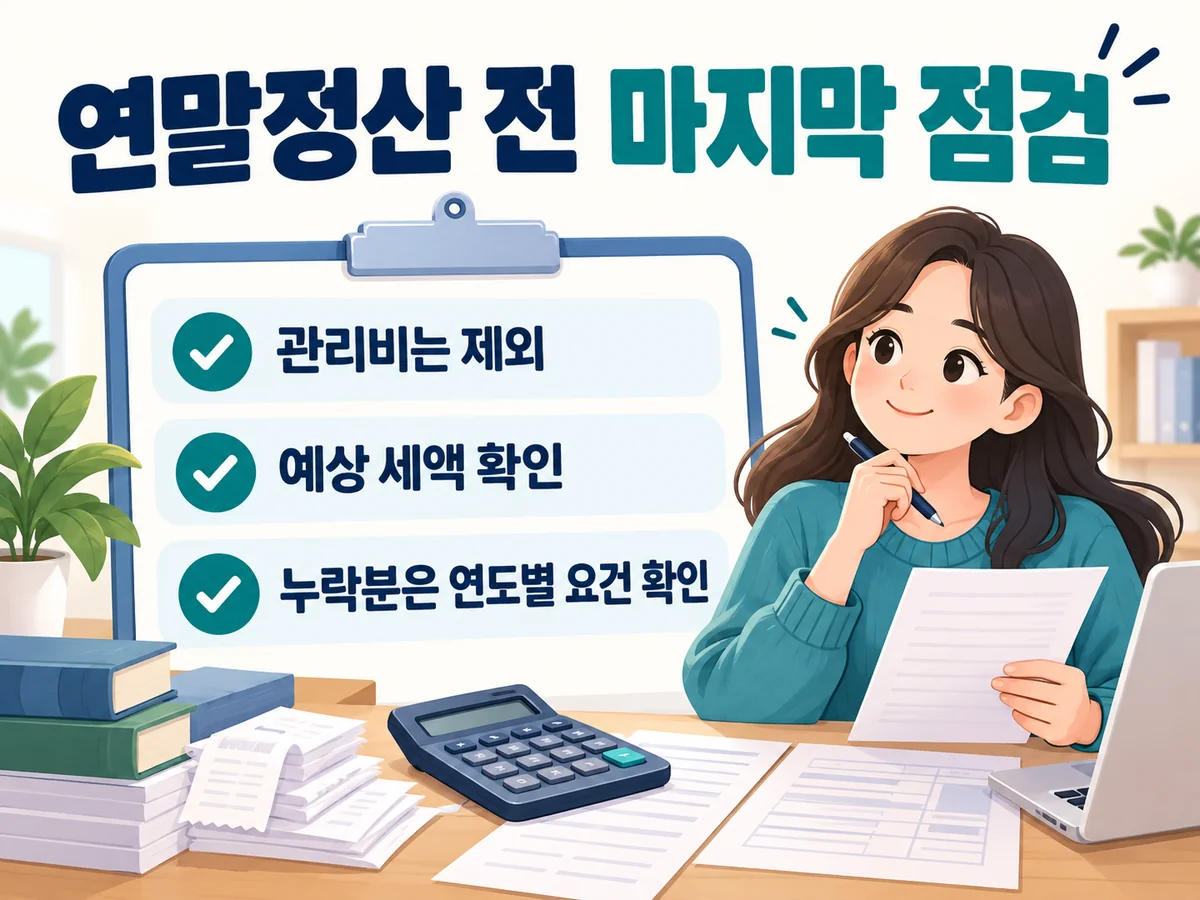 연말정산 전 마지막 점검
관리비는 제외
예상 세액 확인
누락분은 연도별 요건 확인